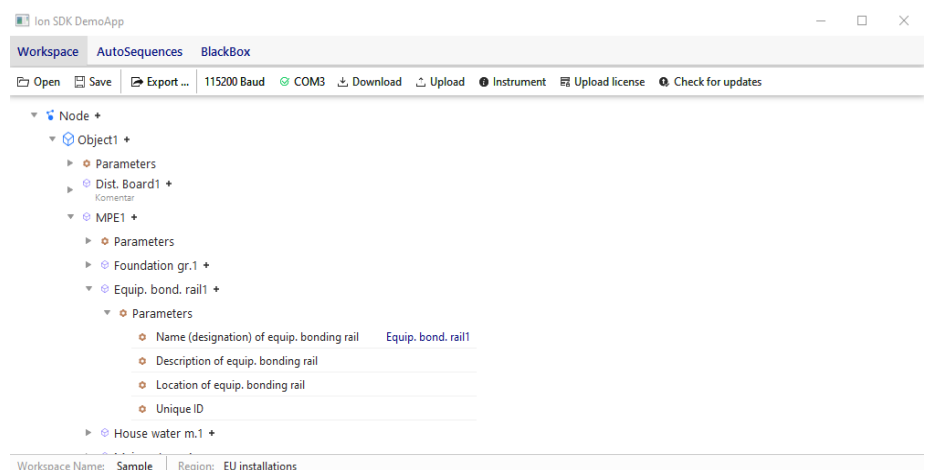 Ion SDK DemoApp
Workspace AutoSequences BlackBox
Open Save Export ... 115200 Baud COM3 Download Upload Instrument Upload license Check for updates
Node +
Object1 +
Parameters
Dist. Board1 +
Komentar
MPE1 +
Parameters
Foundation gr.1 +
Equip. bond. rail1 +
Parameters
Name (designation) of equip. bonding rail Equip. bond. rail1
Description of equip. bonding rail
Location of equip. bonding rail
Unique ID
House water m.1 +
Workspace Name: Sample Region: EU installations